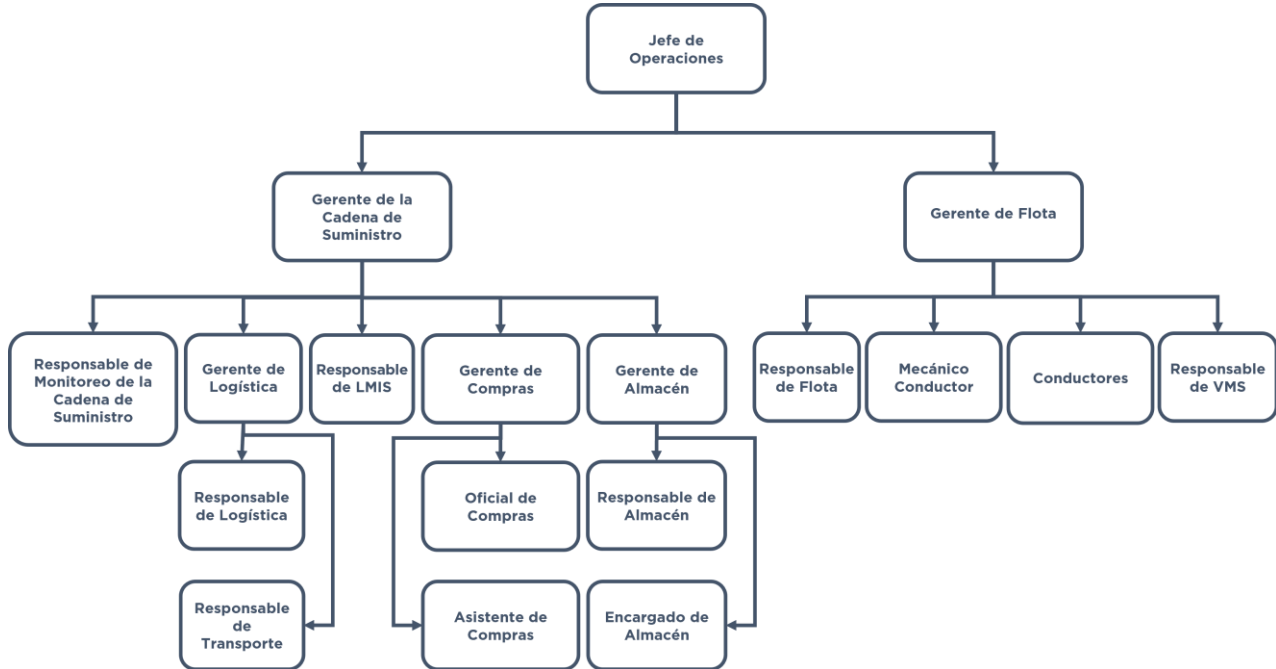 Jefe de
Operaciones
Gerente de la
Cadena de
Suministro
Gerente de Flota
Responsable de
Monitoreo de la
Cadena de
Suministro
Gerente de
Logística
Responsable
de LMIS
Gerente de
Compras
Gerente de
Almacén
Responsable
de Flota
Mecánico
Conductor
Conductores
Responsable
de VMS
Responsable
de Logística
Oficial de
Compras
Responsable de
Almacén
Responsable
de
Transporte
Asistente de
Compras
Encargado de
Almacén